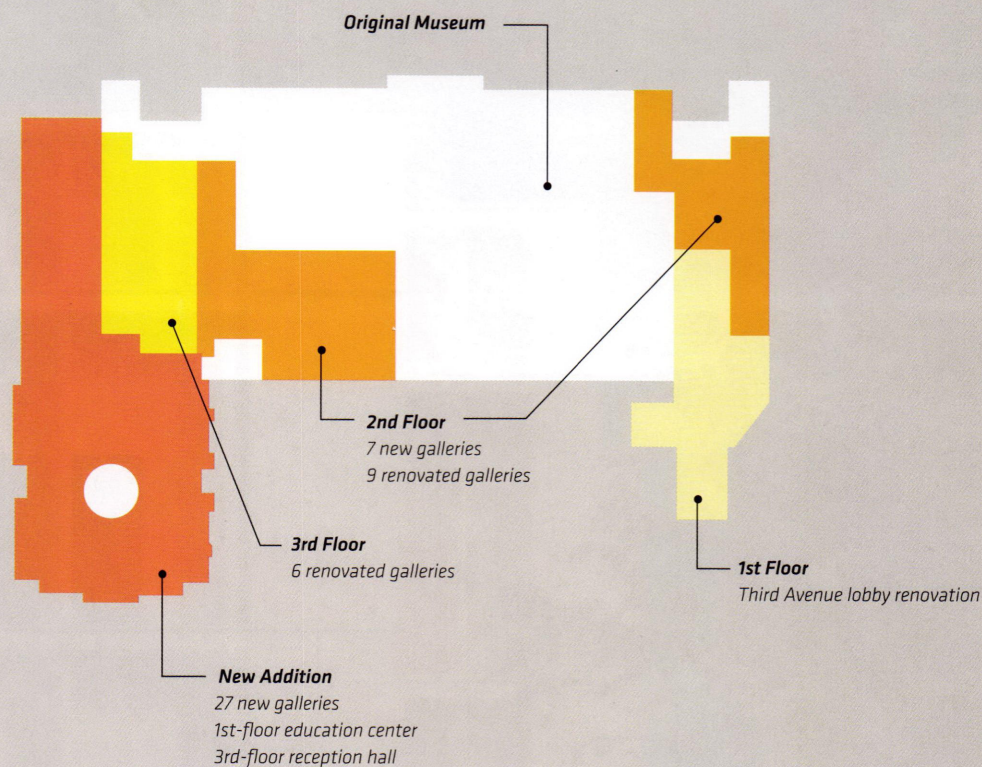 Original Museum
2nd Floor
7 new galleries
9 renovated galleries
3rd Floor
6 renovated galleries
1st Floor
Third Avenue lobby renovation
New Addition
27 new galleries
1st-floor education center
3rd-floor reception hall